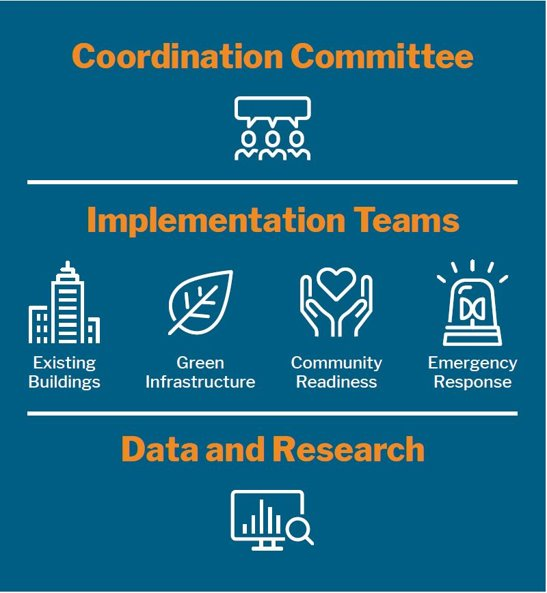 Coordination Committee
Implementation Teams
Existing
Buildings
Green
Infrastructure
Community
Readiness
Emergency
Response
Data and Research